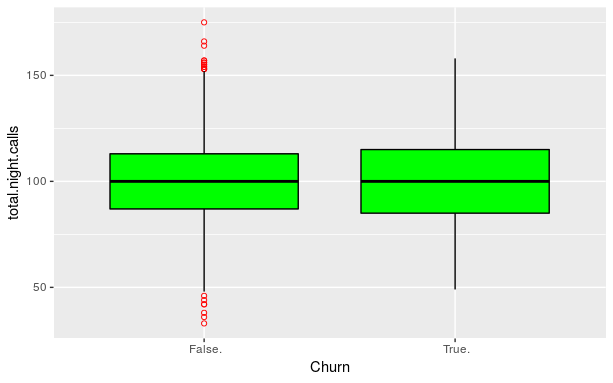 total.night.calls
150
100
50
False.
True.
Churn